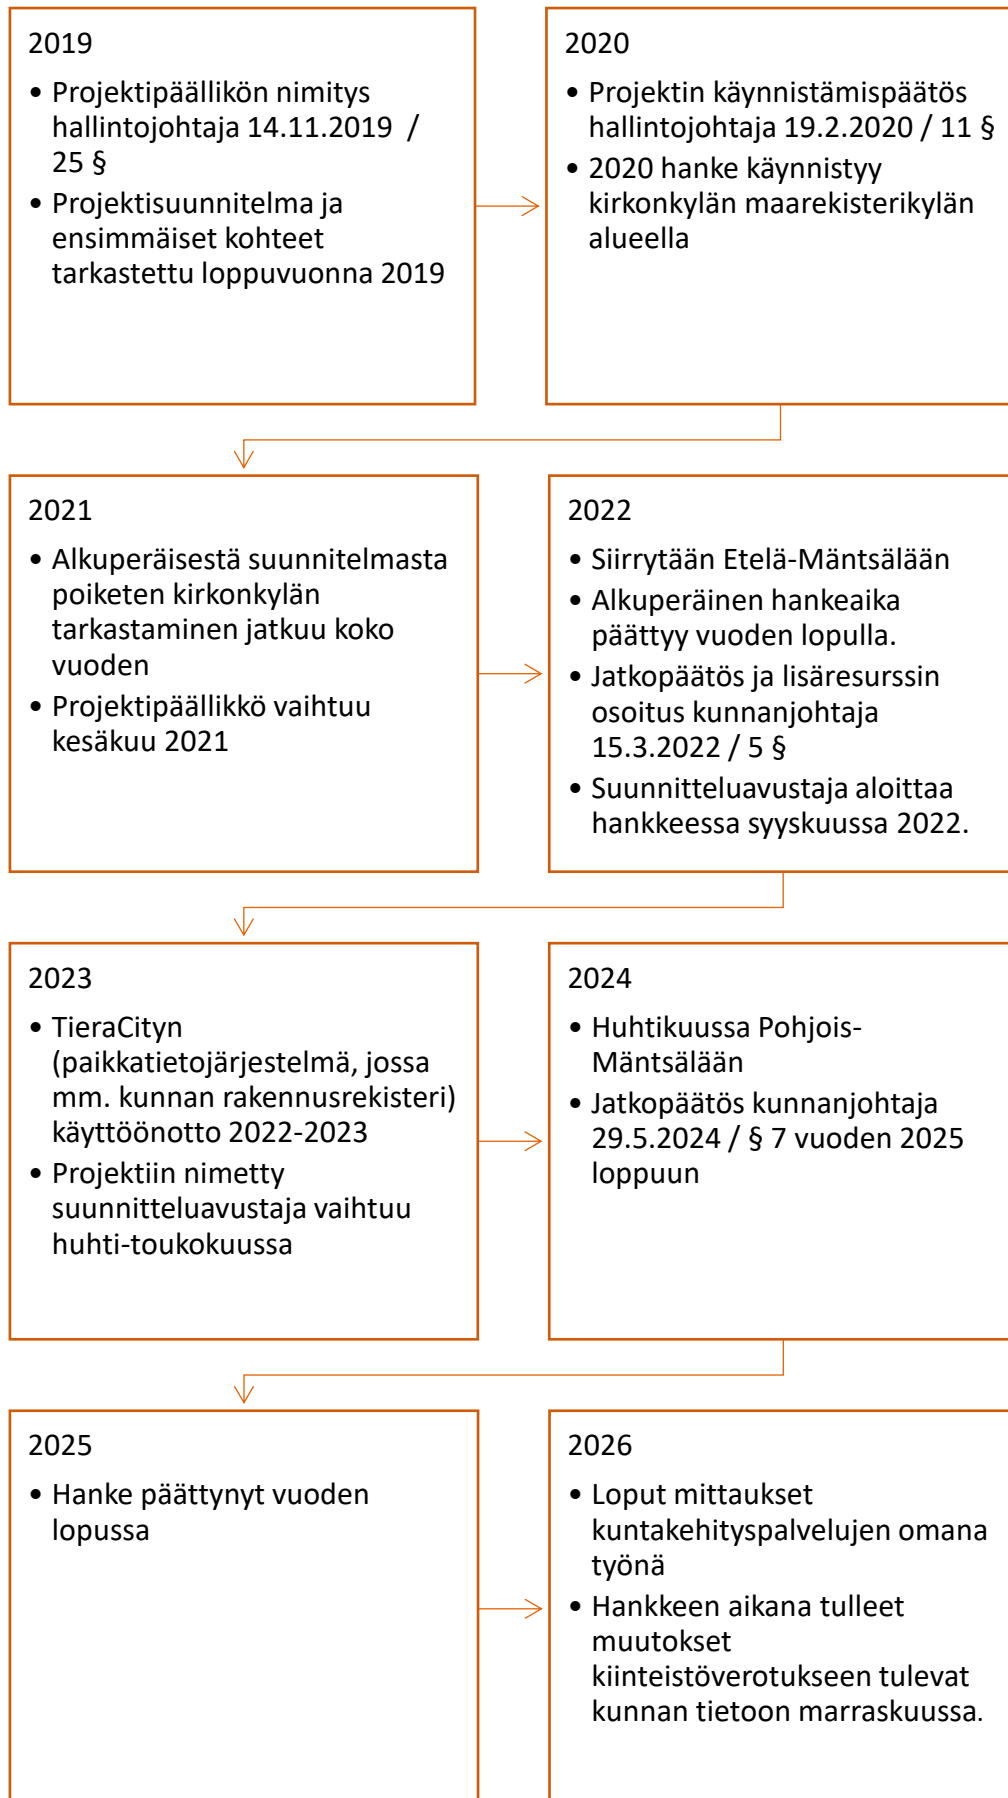 2019
• Projektipäällikön nimitys
hallintojohtaja 14.11.2019 /
25 §
• Projektisuunnitelma ja
ensimmäiset kohteet
tarkastettu loppuvuonna 2019
2020
• Projektin käynnistämispäätös
hallintojohtaja 19.2.2020 / 11 §
• 2020 hanke käynnistyy
kirkonkylän maarekisterikylän
alueella
2021
• Alkuperäisestä suunnitelmasta
poiketen kirkonkylän
tarkastaminen jatkuu koko
vuoden
• Projektipäällikkö vaihtuu
kesäkuu 2021
2022
• Siirrytään Etelä-Mäntsälään
• Alkuperäinen hankeaika
päättyy vuoden lopulla.
• Jatkopäätös ja lisäresurssin
osoitus kunnanjohtaja
15.3.2022 / 5 §
• Suunnitteluavustaja aloittaa
hankkeessa syyskuussa 2022.
2023
• TieraCityn
(paikkatietojärjestelmä, jossa
mm. kunnan rakennusrekisteri)
käyttöönotto 2022-2023
• Projektiin nimetty
suunnitteluavustaja vaihtuu
huhti-toukokuussa
2024
• Huhtikuussa Pohjois-
Mäntsälään
• Jatkopäätös kunnanjohtaja
29.5.2024 / § 7 vuoden 2025
loppuun
2025
• Hanke päättynyt vuoden
lopussa
2026
• Loput mittaukset
kuntakehityspalvelujen omana
työnä
• Hankkeen aikana tulleet
muutokset
kiinteistöverotukseen tulevat
kunnan tietoon marraskuussa.